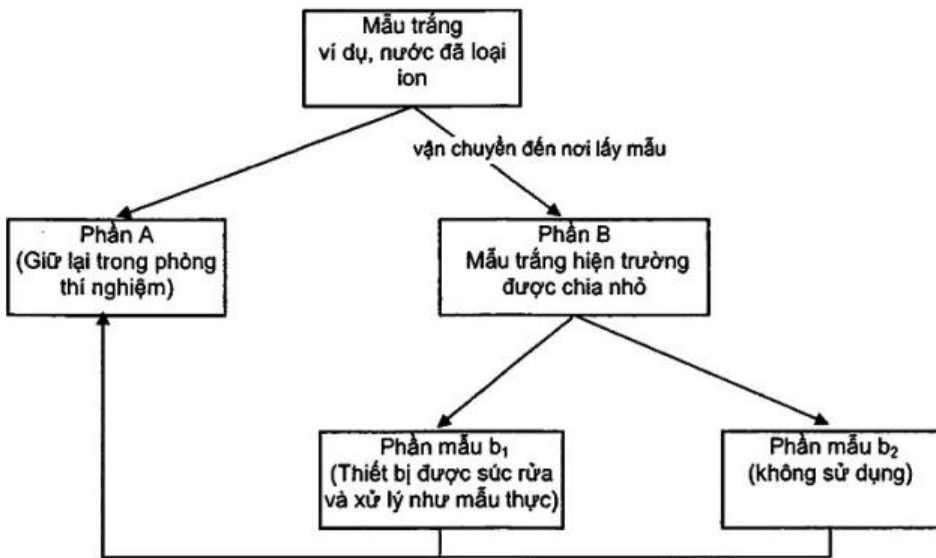 Mẫu trắng
ví dụ, nước đã loại
ion
vận chuyển đến nơi lấy mẫu
Phần A
(Giữ lại trong phòng
thí nghiệm)
Phần B
Mẫu trắng hiện trường
được chia nhỏ
Phần mẫu b₁
(Thiết bị được súc rửa
và xử lý như mẫu thực)
Phần mẫu b₂
(không sử dụng)